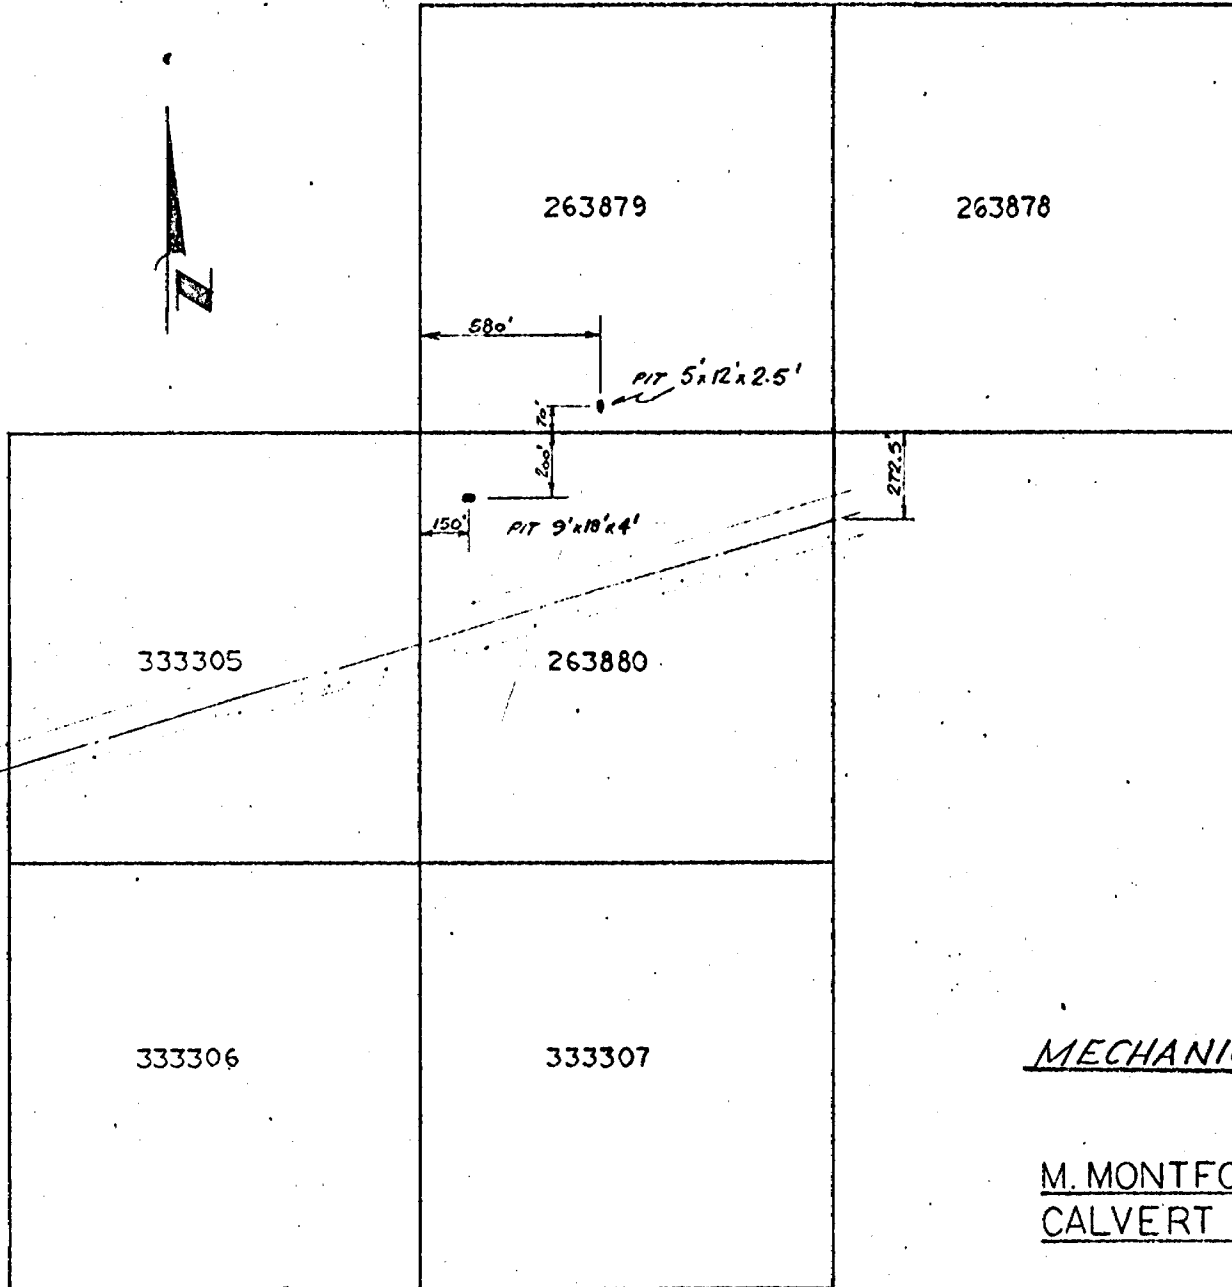 263879
263878
580'
PIT 5'x12'x2.5'
70'
200'
272.5'
150'
PIT 9'x18'x4'
333305
263880
333306
333307
MECHANI
M. MONTFO
CALVERT
N